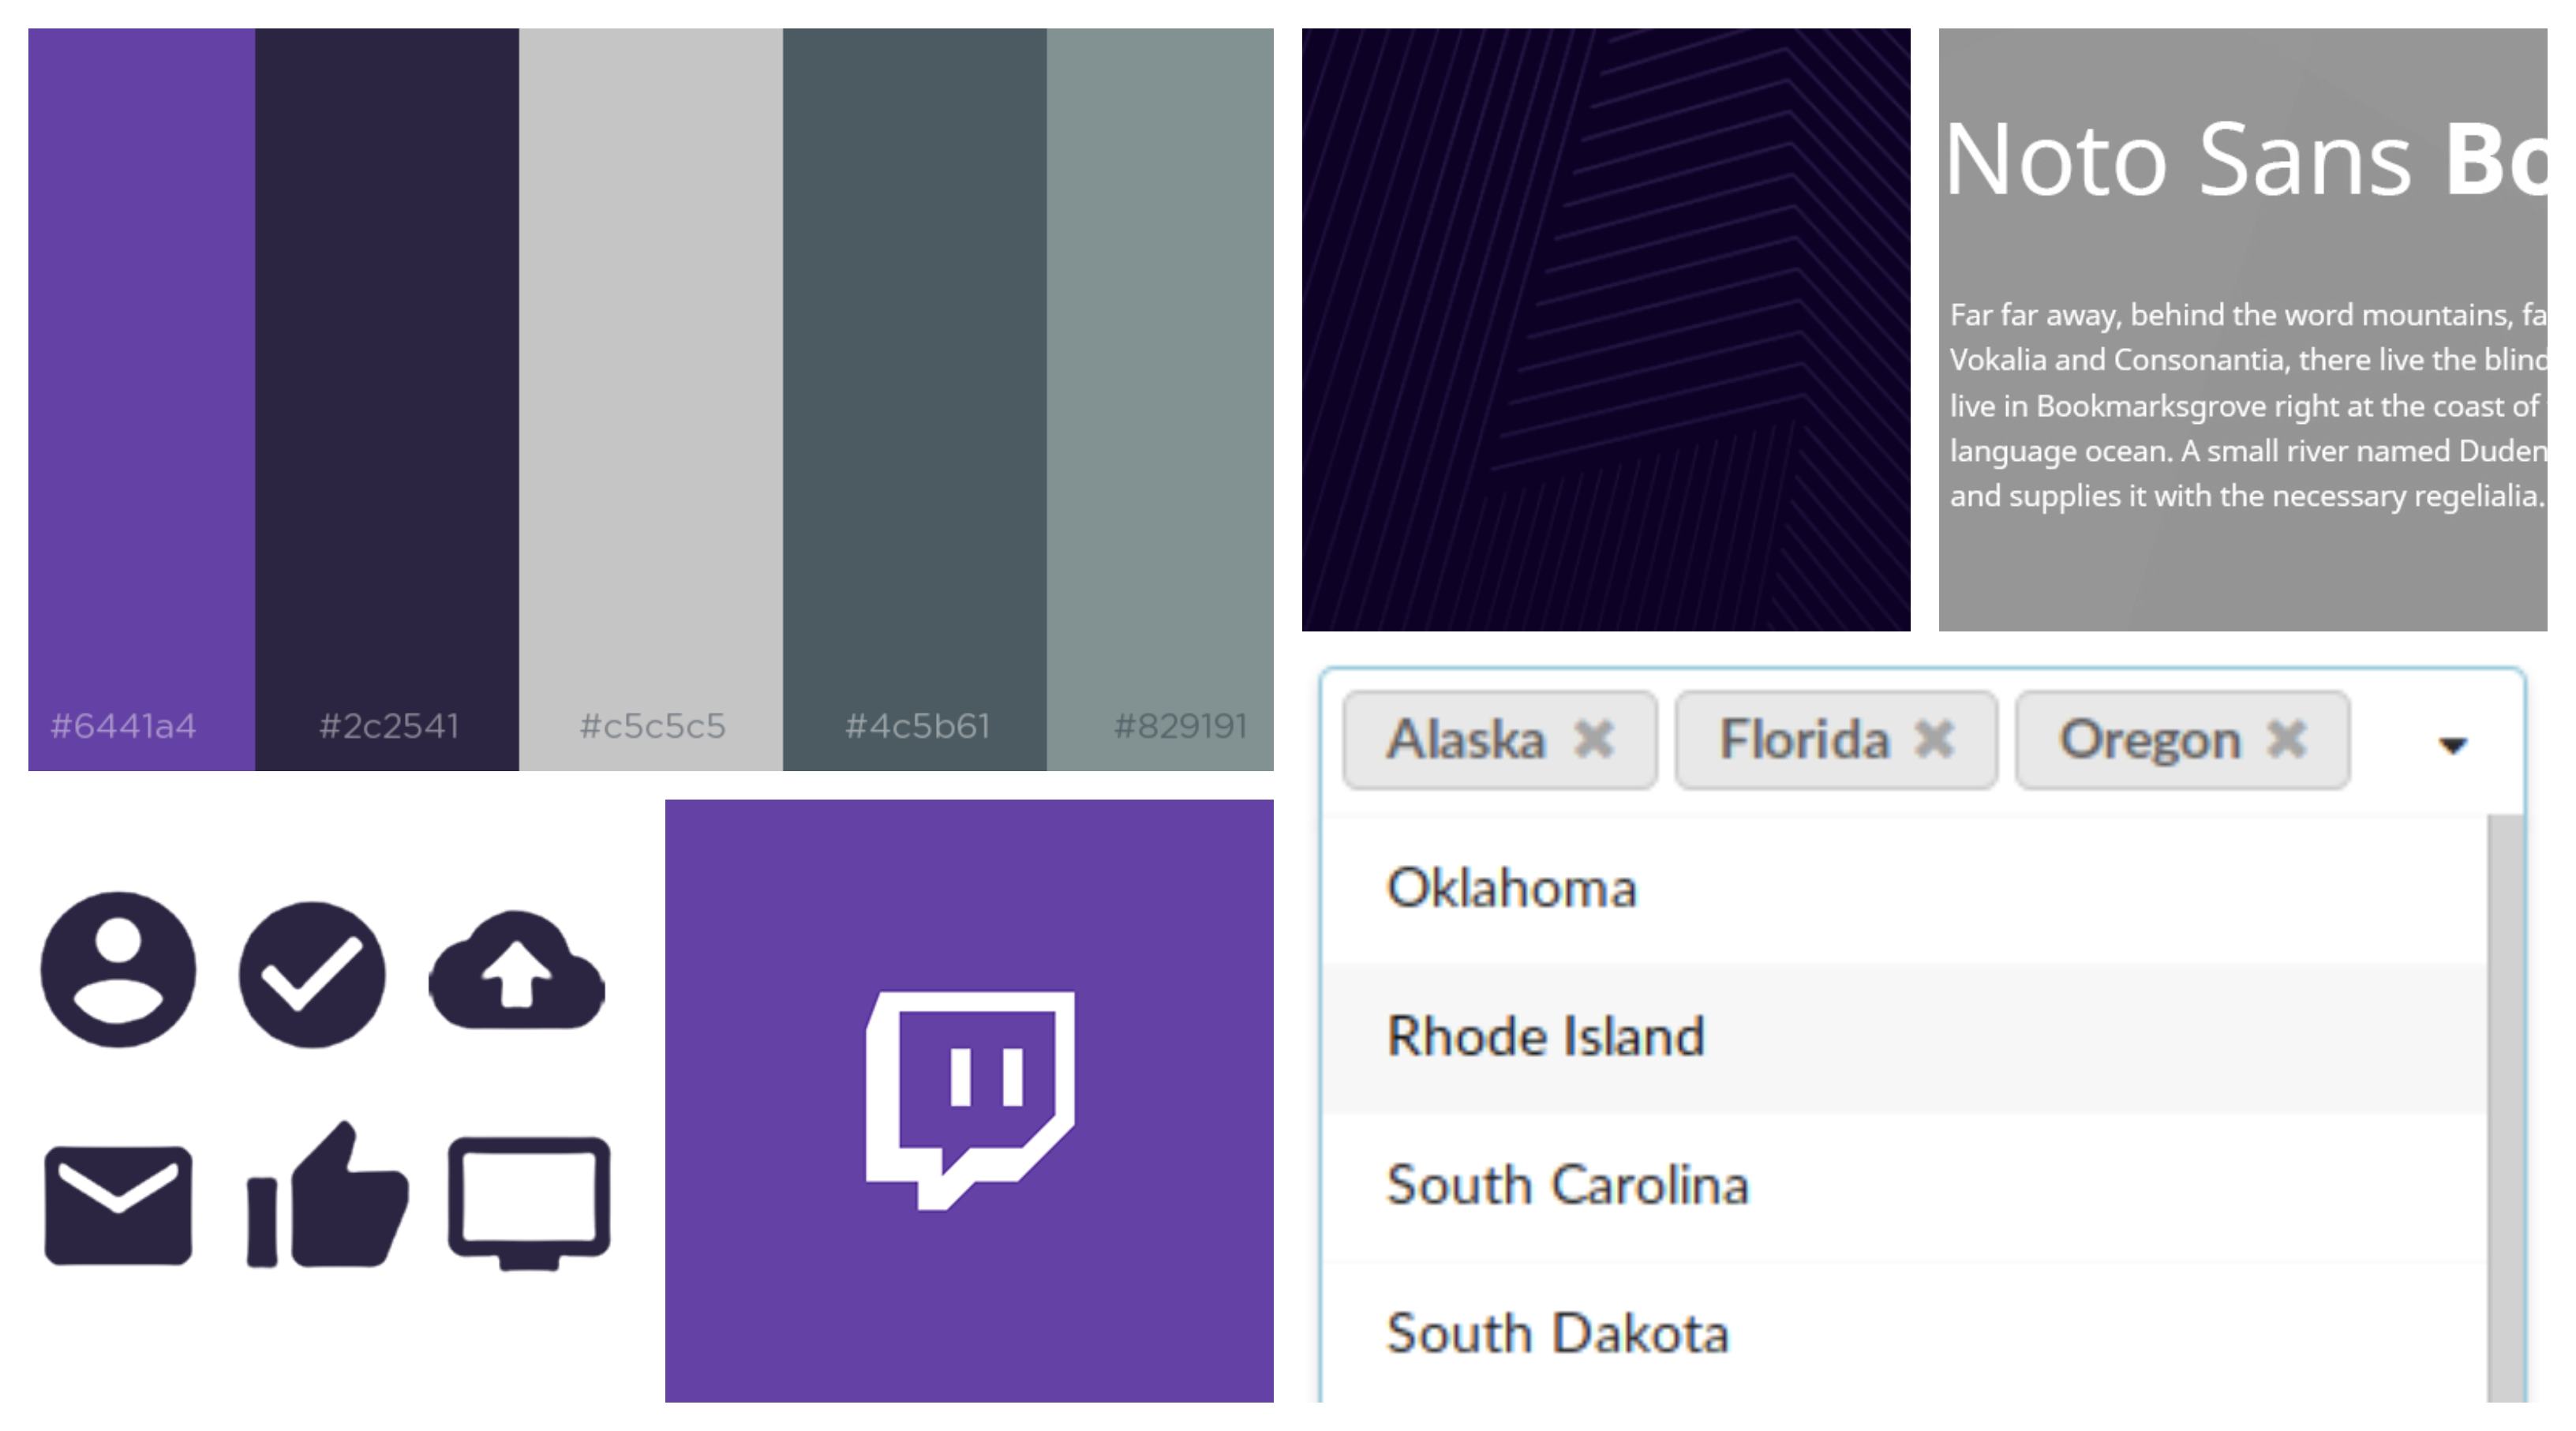 #6441a4
#2c2541
#c5c5c5
#4c5b61
#829191
Noto Sans Bo
Far far away, behind the word mountains, fa
Vokalia and Consonantia, there live the blind
live in Bookmarksgrove right at the coast of
language ocean. A small river named Duden
and supplies it with the necessary regelialia.
Alaska
Florida
Oregon
Oklahoma
Rhode Island
South Carolina
South Dakota